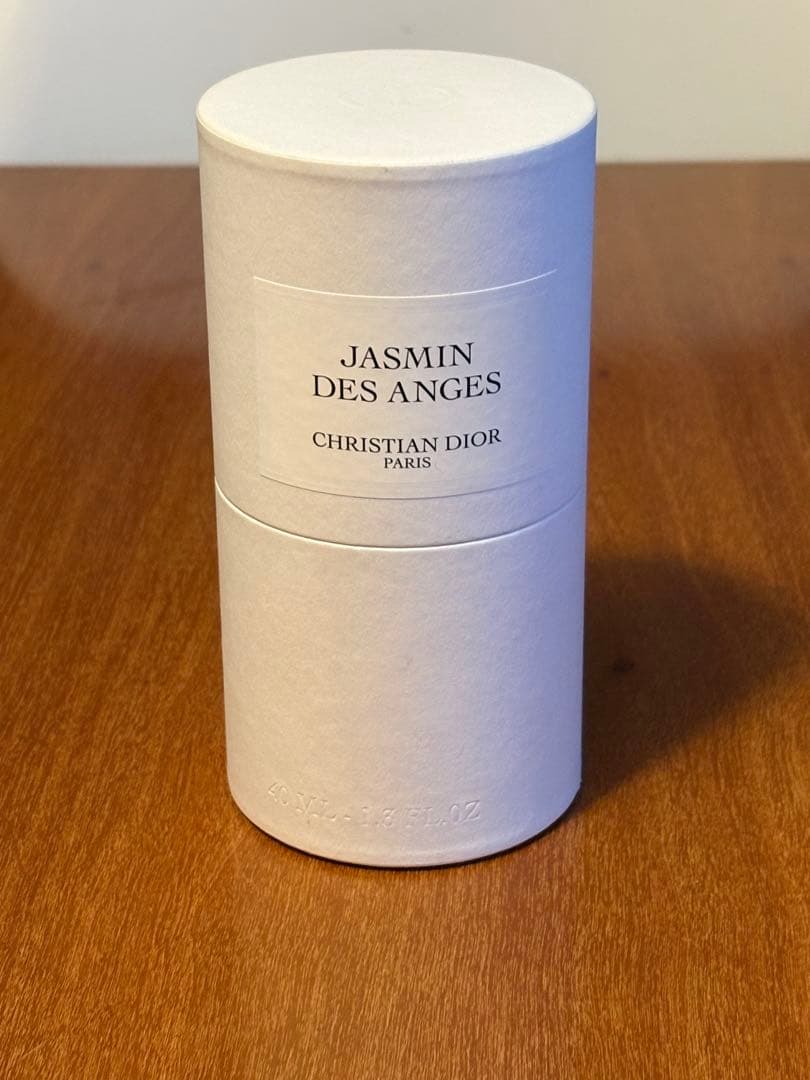 JASMIN
DES ANGES
CHRISTIAN DIOR
PARIS
40 ML - 1.3 FL.OZ